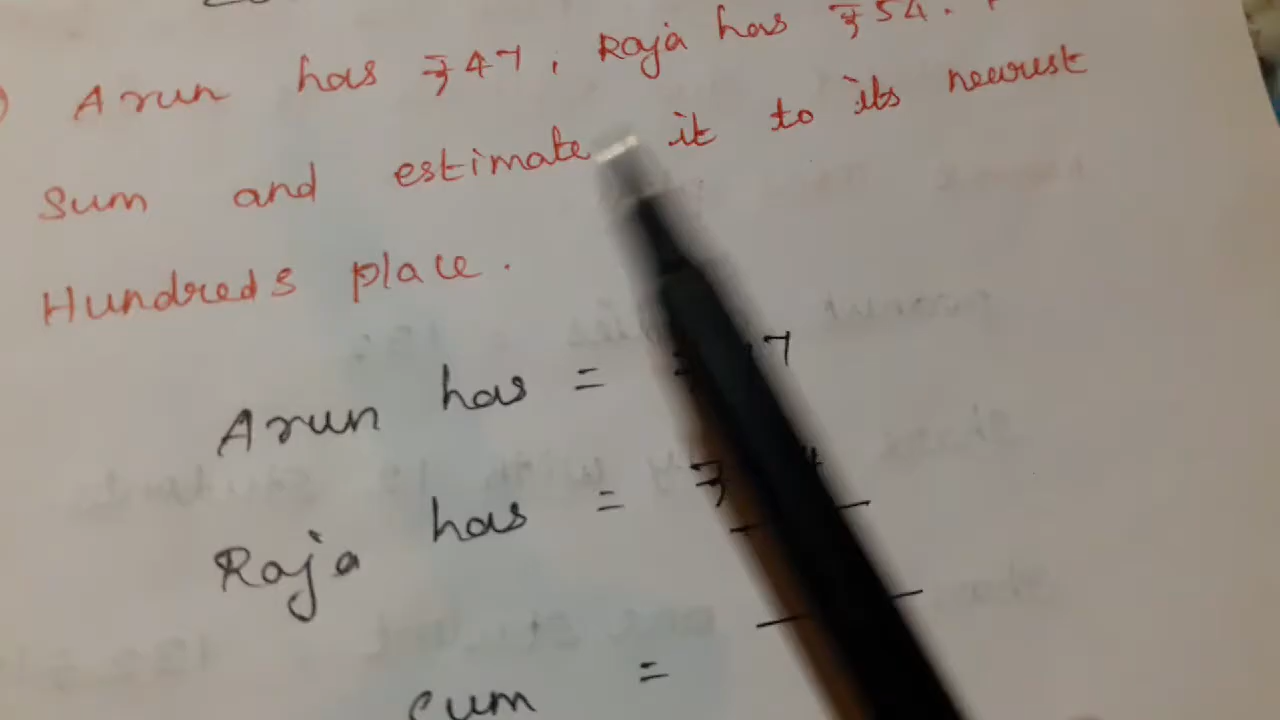 ) Arun has ₹47, Raja has ₹54.
Sum and estimate it to its nearest
Hundreds place.
Arun has = 7
Raja has = ₹
Sum =